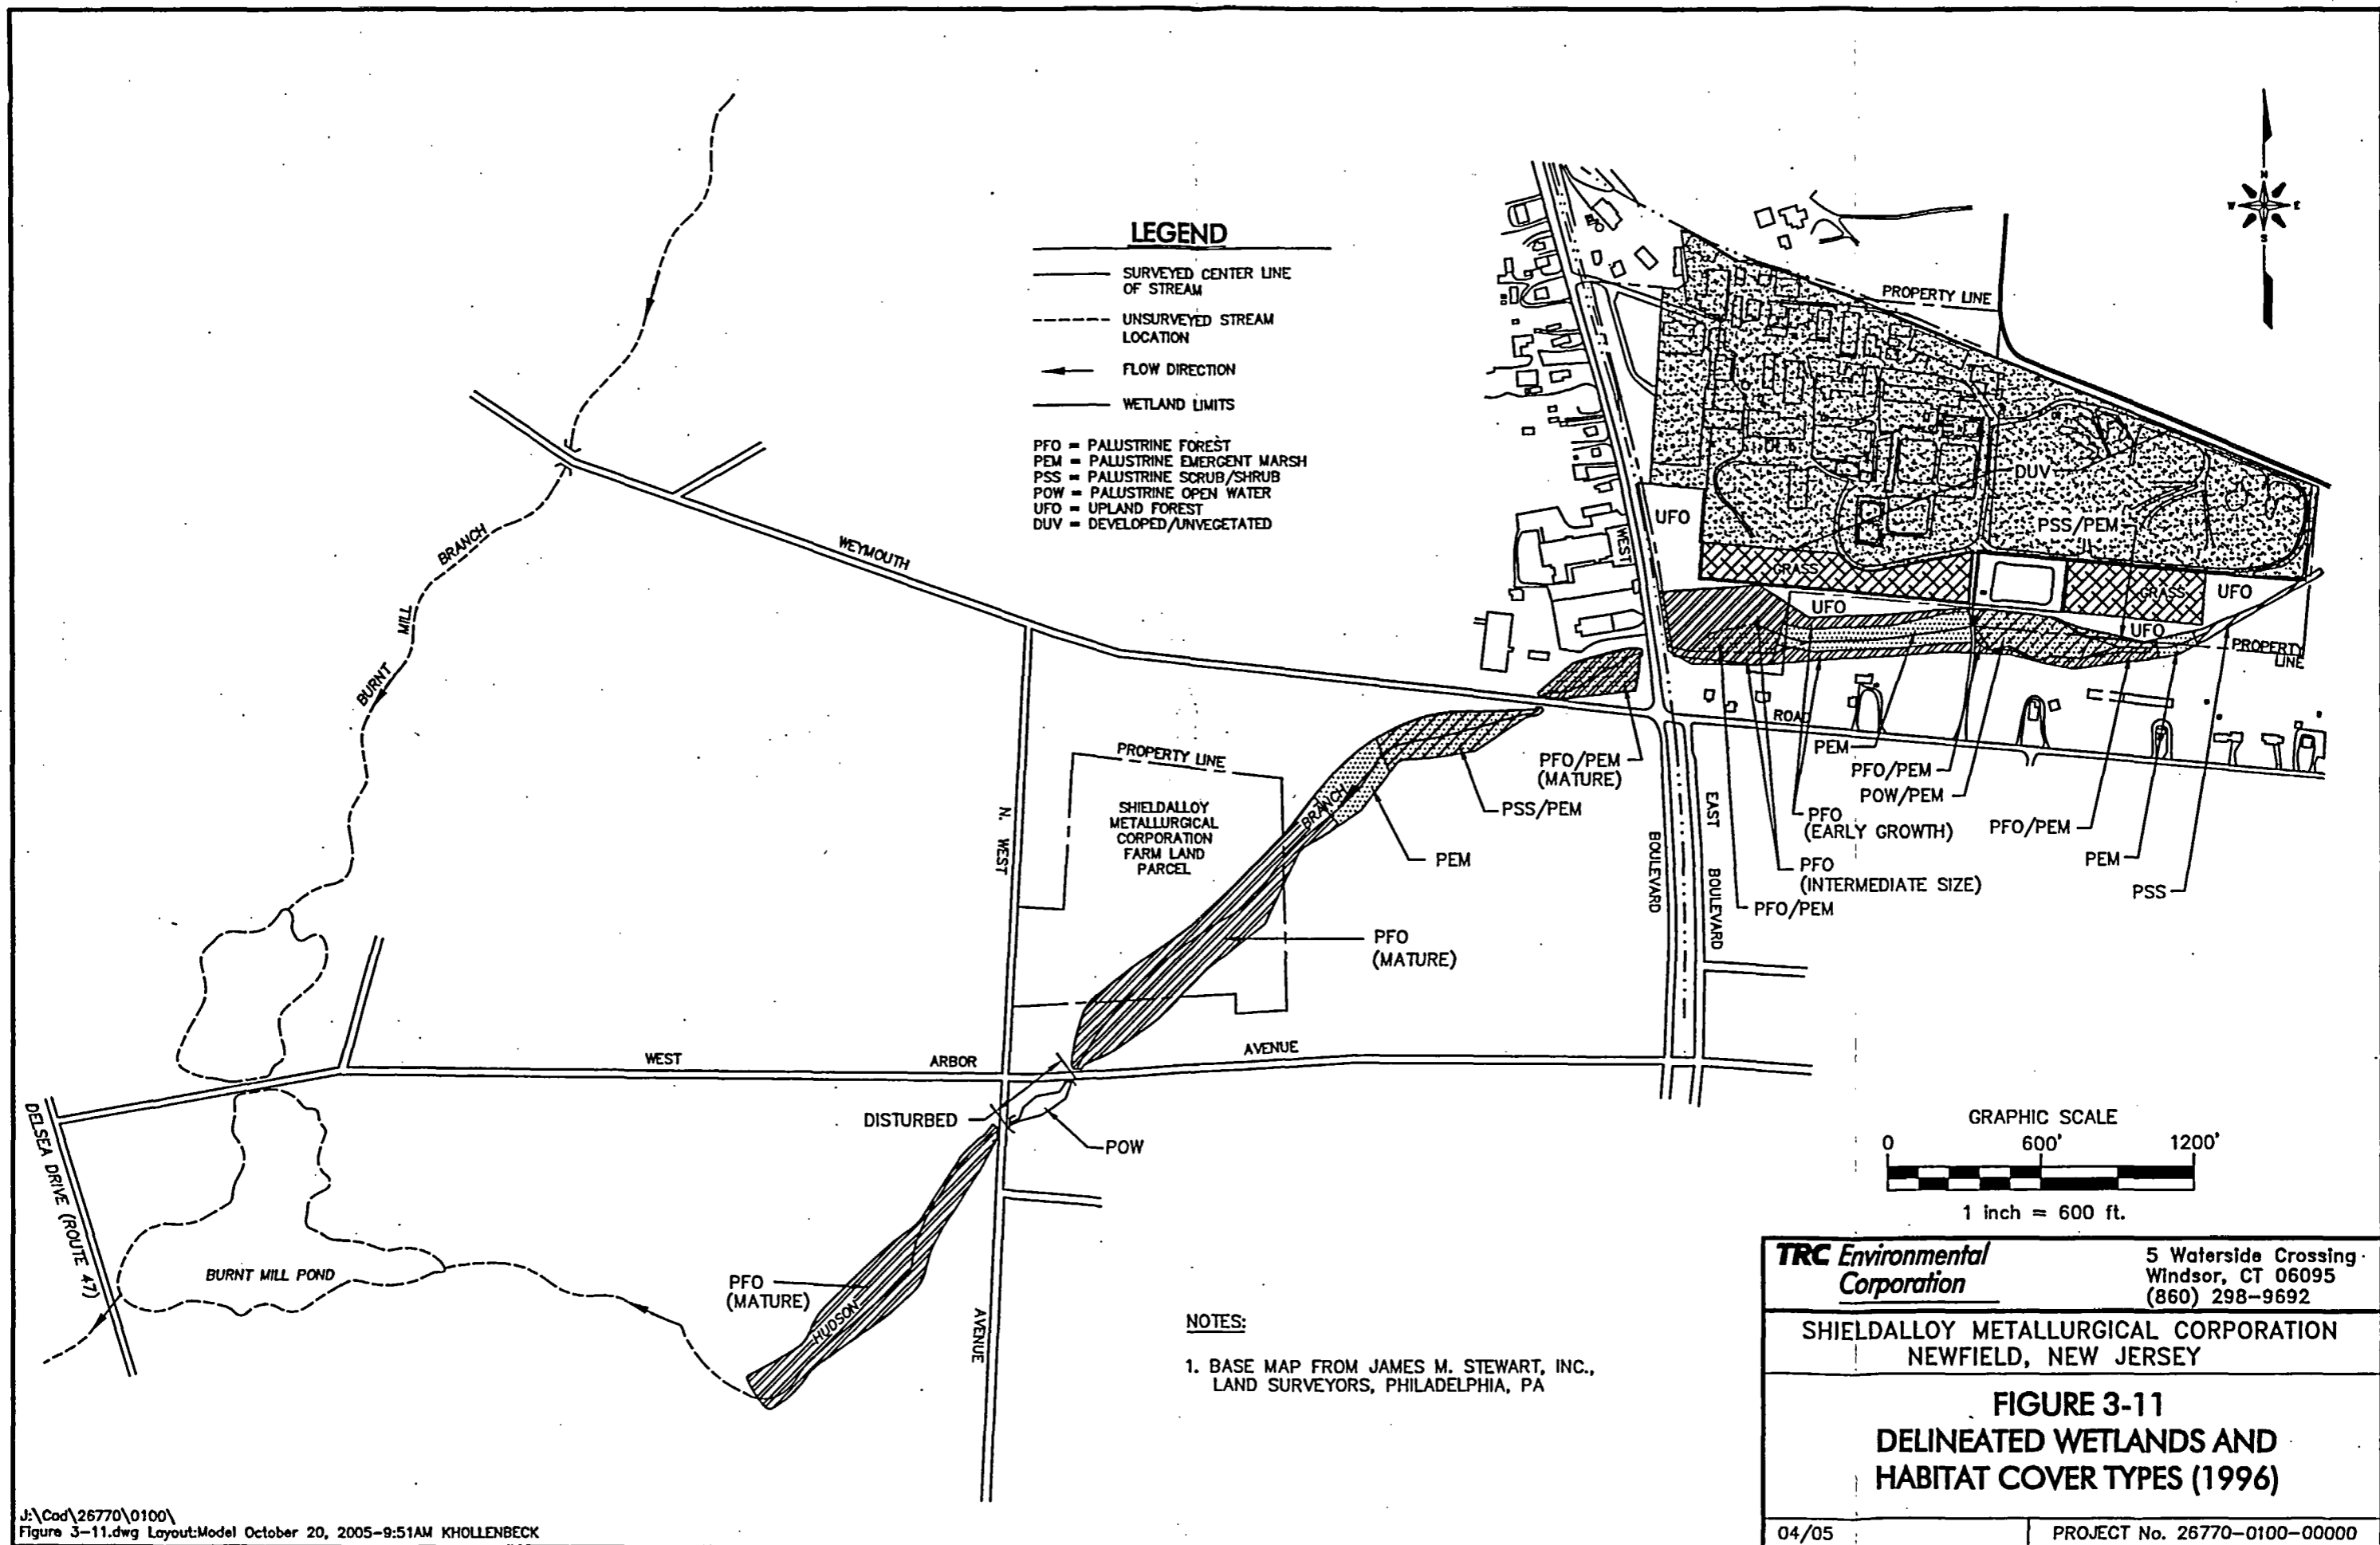 LEGEND
SURVEYED CENTER LINE
OF STREAM
UNSURVEYED STREAM
LOCATION
FLOW DIRECTION
WETLAND LIMITS
PFO = PALUSTRINE FOREST
PEM = PALUSTRINE EMERGENT MARSH
PSS = PALUSTRINE SCRUB/SHRUB
POW = PALUSTRINE OPEN WATER
UFO = UPLAND FOREST
DUV = DEVELOPED/UNVEGETATED
N
W
E
S
PROPERTY LINE
DUV
PSS/PEM
UFO
WEST
GRASS
GRASS
UFO
UFO
UFO
PROPERTY
LINE
ROAD
PEM
PFO/PEM
POW/PEM
PFO
(EARLY GROWTH)
PFO/PEM
PEM
PSS
PFO
(INTERMEDIATE SIZE)
PFO/PEM
PFO/PEM
(MATURE)
BOULEVARD
EAST
BOULEVARD
WEYMOUTH
BRANCH
MILL
BURNT
PROPERTY LINE
SHIELDALLOY
METALLURGICAL
CORPORATION
FARM LAND
PARCEL
N. WEST
BRANCH
PSS/PEM
PEM
PFO
(MATURE)
WEST
ARBOR
AVENUE
DISTURBED
POW
DELSEA DRIVE (ROUTE 47)
BURNT MILL POND
PFO
(MATURE)
HUDSON
AVENUE
NOTES:
1. BASE MAP FROM JAMES M. STEWART, INC.,
LAND SURVEYORS, PHILADELPHIA, PA
GRAPHIC SCALE
0 600' 1200'
1 inch = 600 ft.
TRC Environmental
Corporation
5 Waterside Crossing
Windsor, CT 06095
(860) 298-9692
SHIELDALLOY METALLURGICAL CORPORATION
NEWFIELD, NEW JERSEY
FIGURE 3-11
DELINEATED WETLANDS AND
HABITAT COVER TYPES (1996)
04/05
PROJECT No. 26770-0100-00000
J:\Cad\26770\0100\
Figure 3-11.dwg Layout:Model October 20, 2005-9:51AM KHOLLENBECK